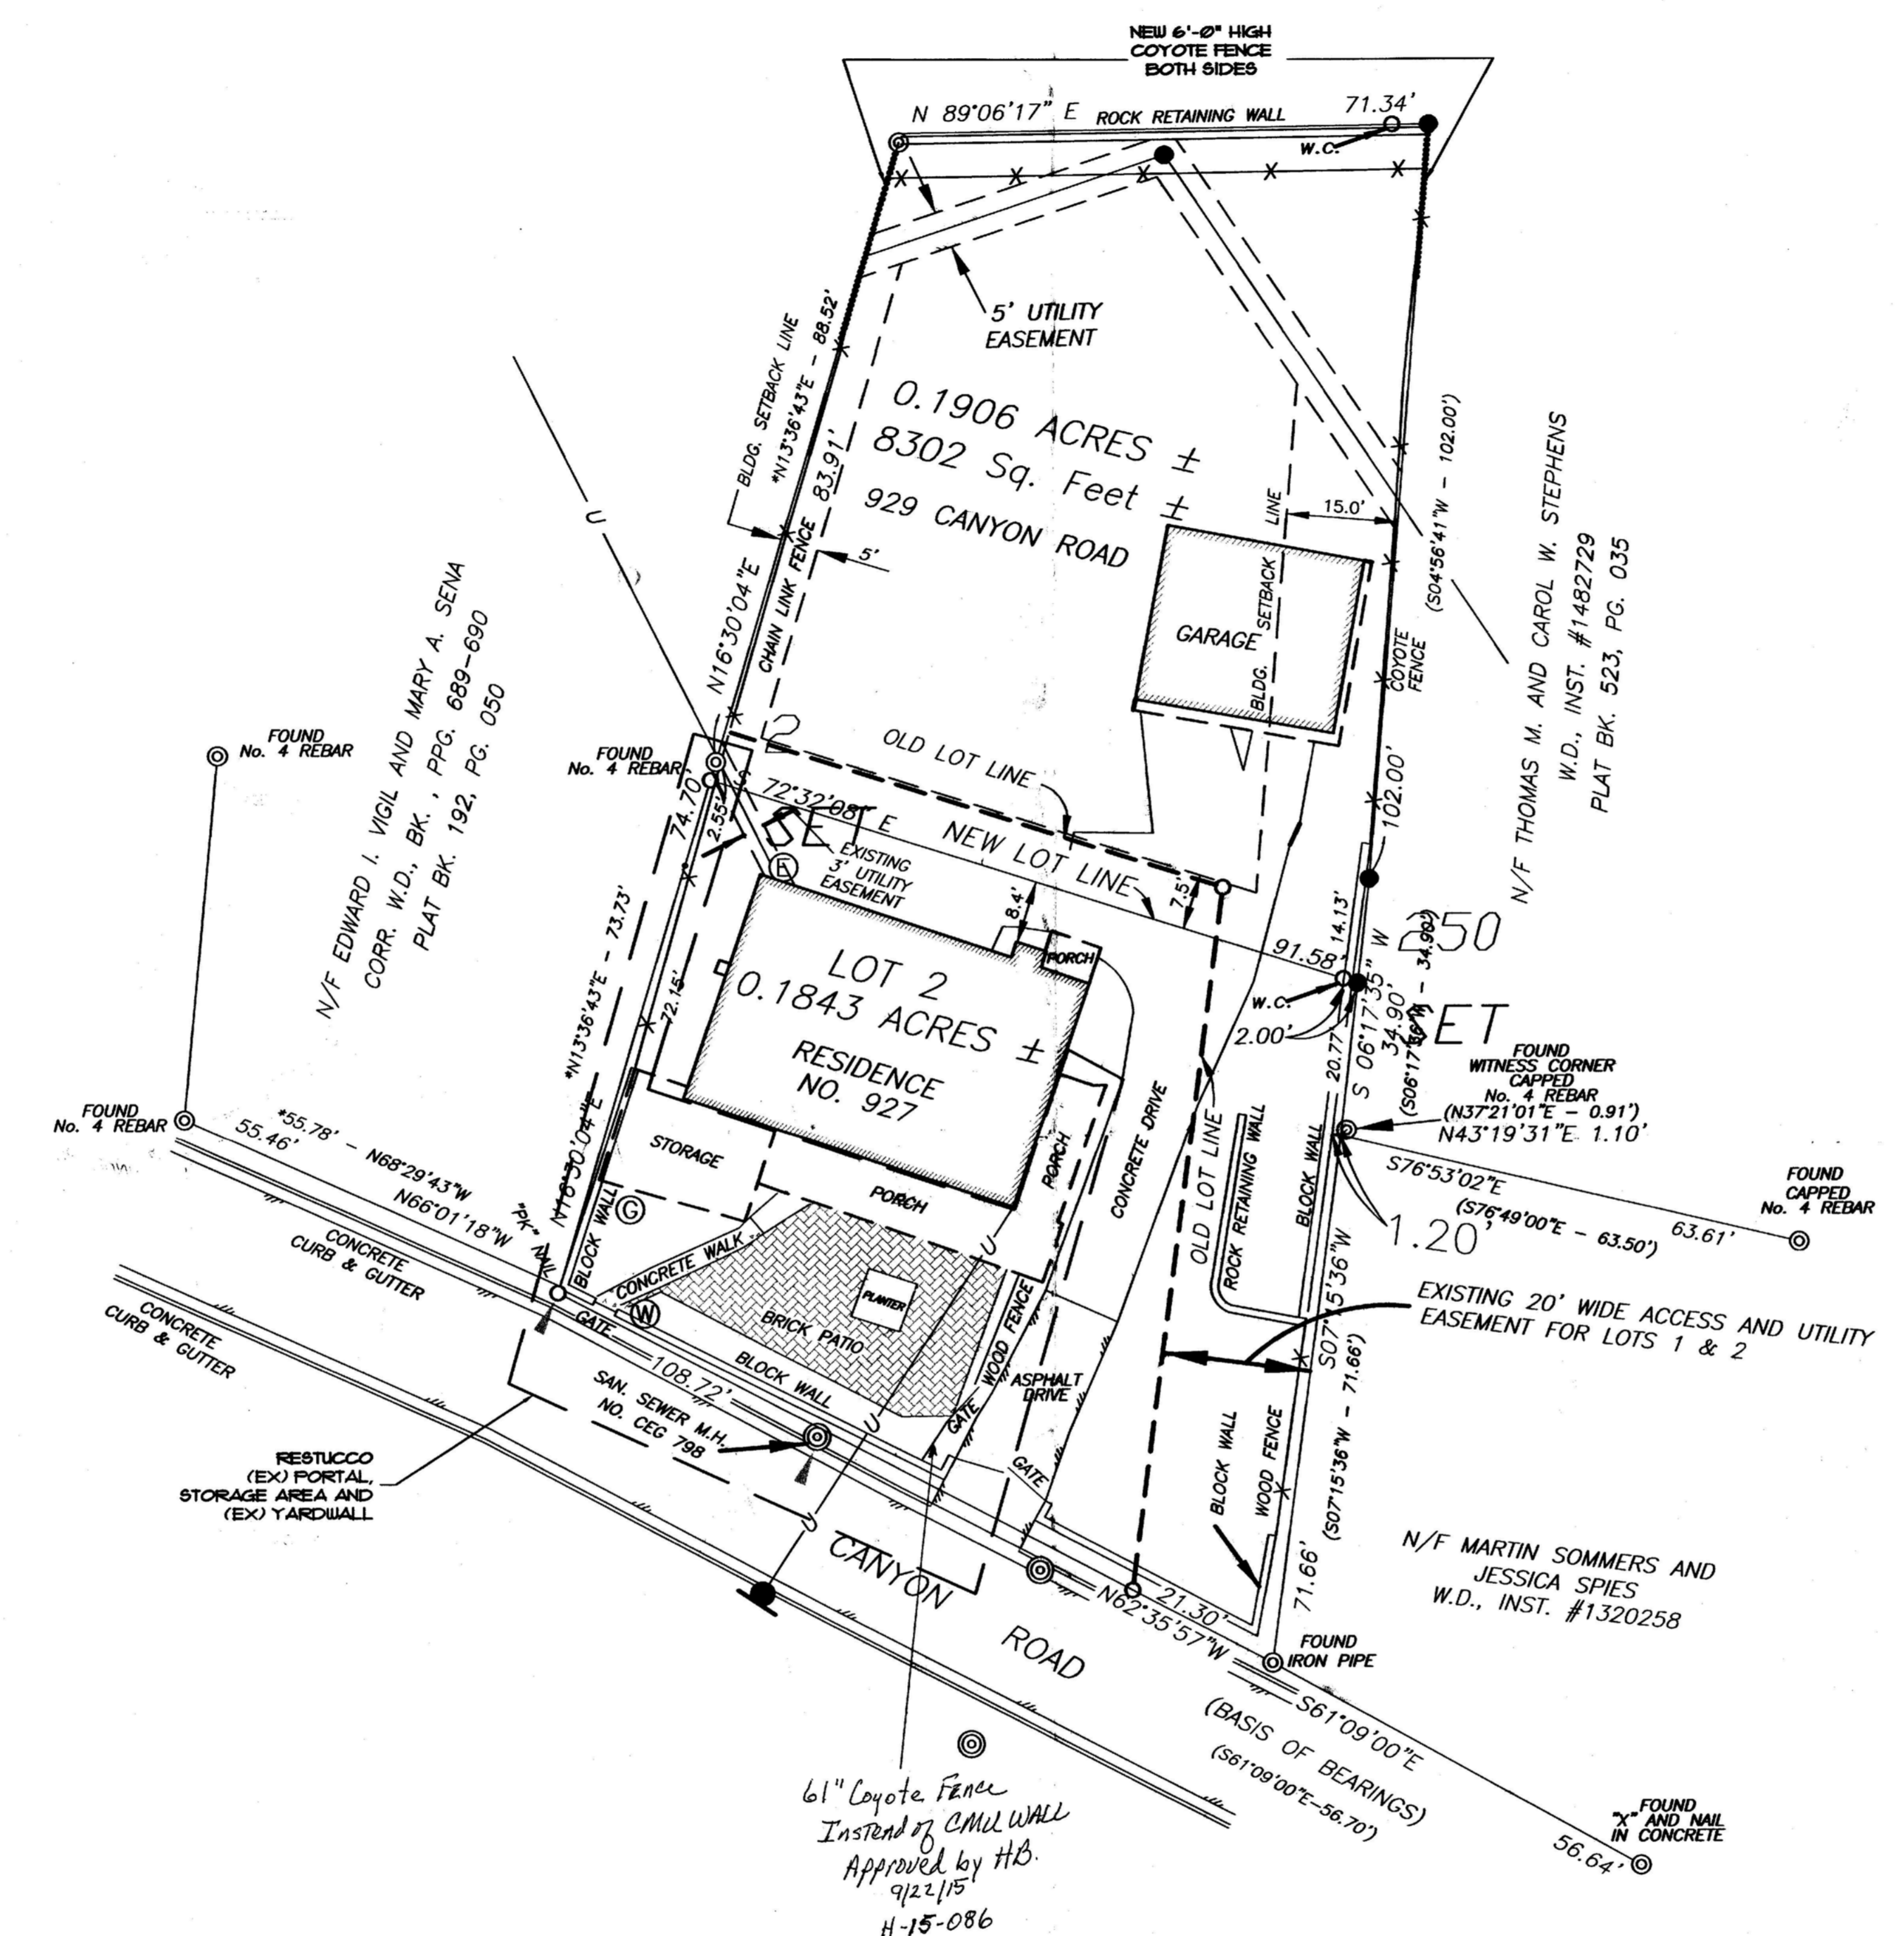 NEW 6'-0" HIGH
COYOTE FENCE
BOTH SIDES
N 89°06'17" E
ROCK RETAINING WALL
71.34'
W.C.
5' UTILITY
EASEMENT
BLDG. SETBACK LINE
*N13°36'43"E - 88.52'
83.91'
CHAIN LINK FENCE
N16°30'04"E
5'
0.1906 ACRES ±
8302 Sq. Feet ±
929 CANYON ROAD
BLDG. SETBACK LINE
15.0'
GARAGE
COYOTE
FENCE
(S04°56'41"W - 102.00')
102.00'
N/F THOMAS M. AND CAROL W. STEPHENS
W.D., INST. #1482729
PLAT BK. 523, PG. 035
U
N/F EDWARD I. VIGIL AND MARY A. SENA
CORR. W.D., BK. , PPG. 689-690
PLAT BK. 192, PG. 050
FOUND
No. 4 REBAR
FOUND
No. 4 REBAR
2
OLD LOT LINE
72°32'08" E
NEW LOT LINE
74.70'
2.55'
E
EXISTING
3' UTILITY
EASEMENT
8.4'
7.5'
91.58'
14.13'
250
W.C.
2.00'
20.77'
S 06°17'35" W
34.90'
(S06°17'36"W - 34.90')
FOUND
WITNESS CORNER
CAPPED
No. 4 REBAR
(N37°21'01"E - 0.91')
N43°19'31"E 1.10'
S76°53'02"E
(S76°49'00"E - 63.50')
63.61'
FOUND
CAPPED
No. 4 REBAR
1.20'
PORCH
LOT 2
0.1843 ACRES ±
RESIDENCE
NO. 927
72.15'
*N13°36'43"E - 73.73'
N16°30'04"E
FOUND
No. 4 REBAR
*55.78' - N68°29'43"W
55.46'
N66°01'18"W
"PK" NAIL
BLOCK WALL
G
STORAGE
PORCH
PORCH
CONCRETE DRIVE
OLD LOT LINE
ROCK RETAINING WALL
BLOCK WALL
S07°15'36"W
(S07°15'36"W - 71.66')
71.66'
EXISTING 20' WIDE ACCESS AND UTILITY
EASEMENT FOR LOTS 1 & 2
CONCRETE
CURB & GUTTER
CONCRETE
CURB & GUTTER
CONCRETE WALK
W
GATE
PLANTER
BRICK PATIO
WOOD FENCE
GATE
U
U
U
ASPHALT
DRIVE
GATE
BLOCK WALL
108.72'
SAN. SEWER M.H.
NO. CEG 798
RESTUCCO
(EX) PORTAL,
STORAGE AREA AND
(EX) YARDWALL
BLOCK WALL
WOOD FENCE
N/F MARTIN SOMMERS AND
JESSICA SPIES
W.D., INST. #1320258
CANYON
ROAD
21.30'
N62°35'57"W
FOUND
IRON PIPE
S61°09'00"E
(BASIS OF BEARINGS)
(S61°09'00"E-56.70')
56.64'
FOUND
"X" AND NAIL
IN CONCRETE
61" Coyote Fence
Instead of CMU WALL
Approved by HB.
9/22/15
H-15-086